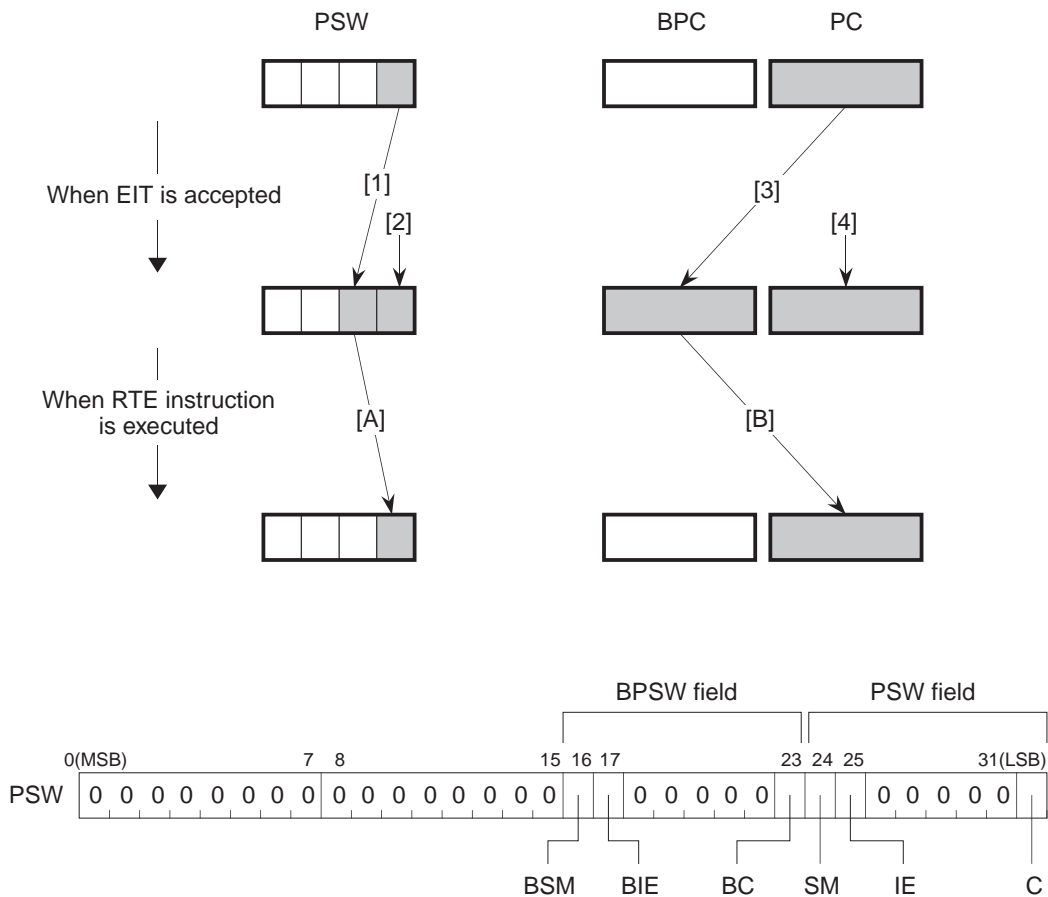 PSW BPC PC
[1] [3]
When EIT is accepted
[2] [4]
When RTE instruction
is executed
[A] [B]
BPSW field PSW field
0(MSB) 7 8 15 16 17 23 24 25 31(LSB)
PSW 0 0 0 0 0 0 0 0 0 0 0 0 0 0 0 0 0 0 0 0 0 0 0 0 0 0
BSM BIE BC SM IE C